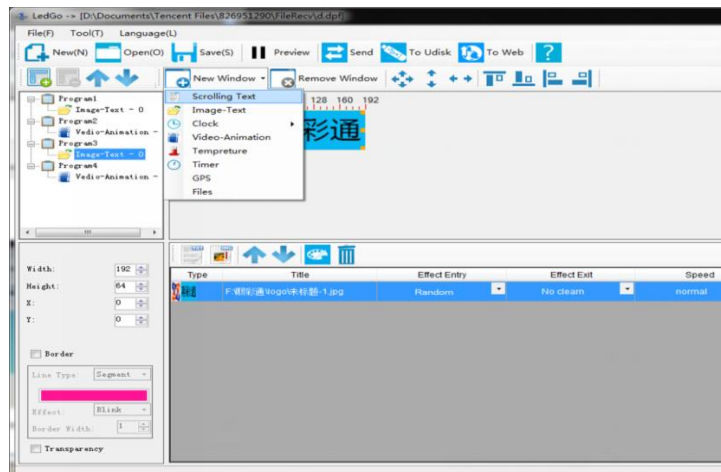 LedGo -> [D:\Documents\Tencent Files\826951290\FileRecv\d.dpf]
File(F) Tool(T) Language(L)
New(N) Open(O) Save(S) Preview Send To Udisk To Web ?
New Window Remove Window
Program1
Image-Text - 0
Program2
Vedio-Animation -
Program3
Image-Text - 0
Program4
Vedio-Animation -
Scrolling Text
Image-Text
Clock
Video-Animation
Tempreture
Timer
GPS
Files
128 160 192
彩通
Width: 192
Height: 64
X: 0
Y: 0
Border
Line Type: Segment
Effect: Blink
Border Width: 1
Transparency
Type Title Effect Entry Effect Exit Speed
彩通\logo\未标题-1.jpg Random No clearn normal